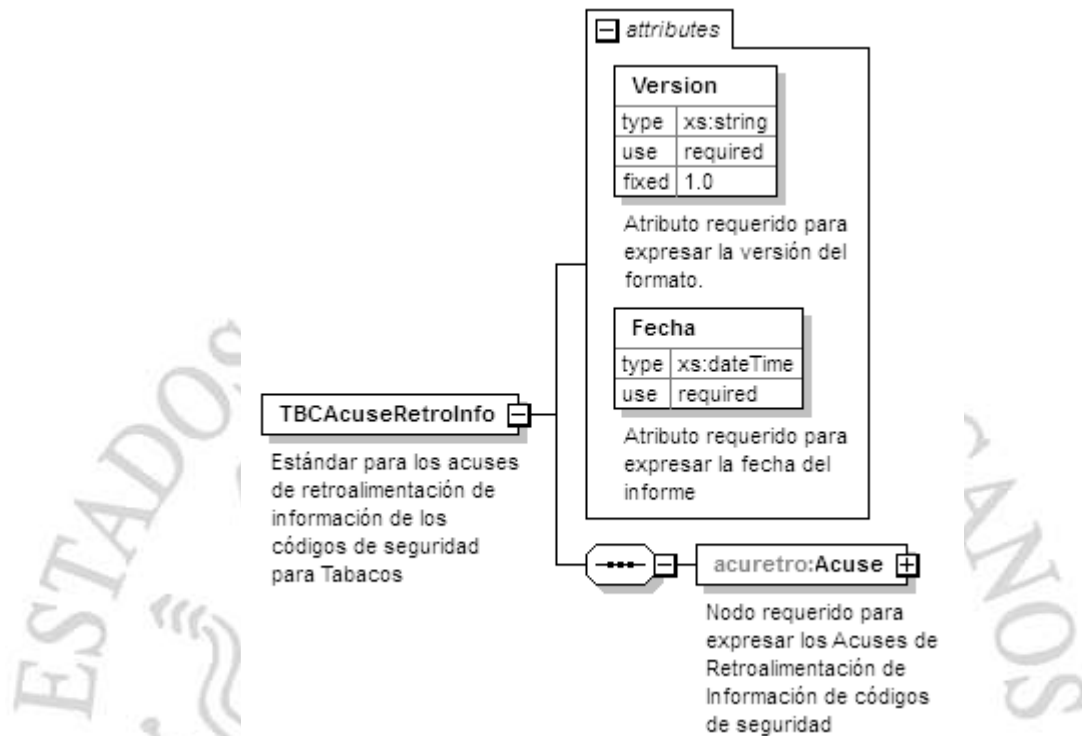 attributes
Version
type xs:string
use required
fixed 1.0
Atributo requerido para
expresar la versión del
formato.
Fecha
type xs:dateTime
use required
Atributo requerido para
expresar la fecha del
informe
TBCAcuseRetroInfo
Estándar para los acuses
de retroalimentación de
información de los
códigos de seguridad
para Tabacos
acuretro:Acuse
Nodo requerido para
expresar los Acuses de
Retroalimentación de
Información de códigos
de seguridad
ESTADOS
CANOS